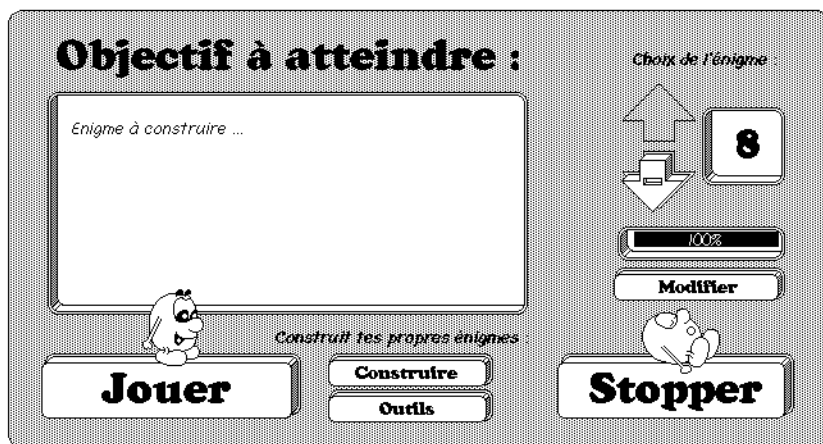 Objectif à atteindre :
Choix de l'énigme :
Enigme à construire ...
8
100%
Modifier
Construit tes propres énigmes :
Jouer
Construire
Outils
Stopper